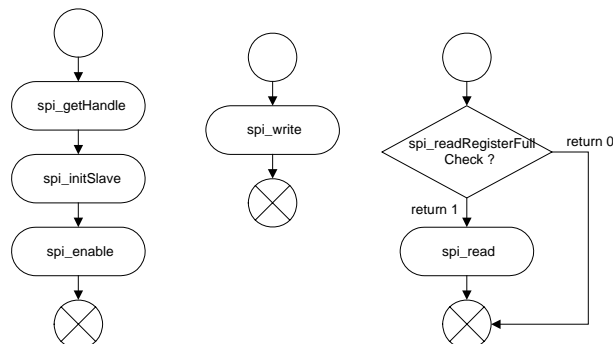 spi_getHandle
spi_initSlave
spi_enable
spi_write
spi_readRegisterFull
Check ?
return 0
return 1
spi_read